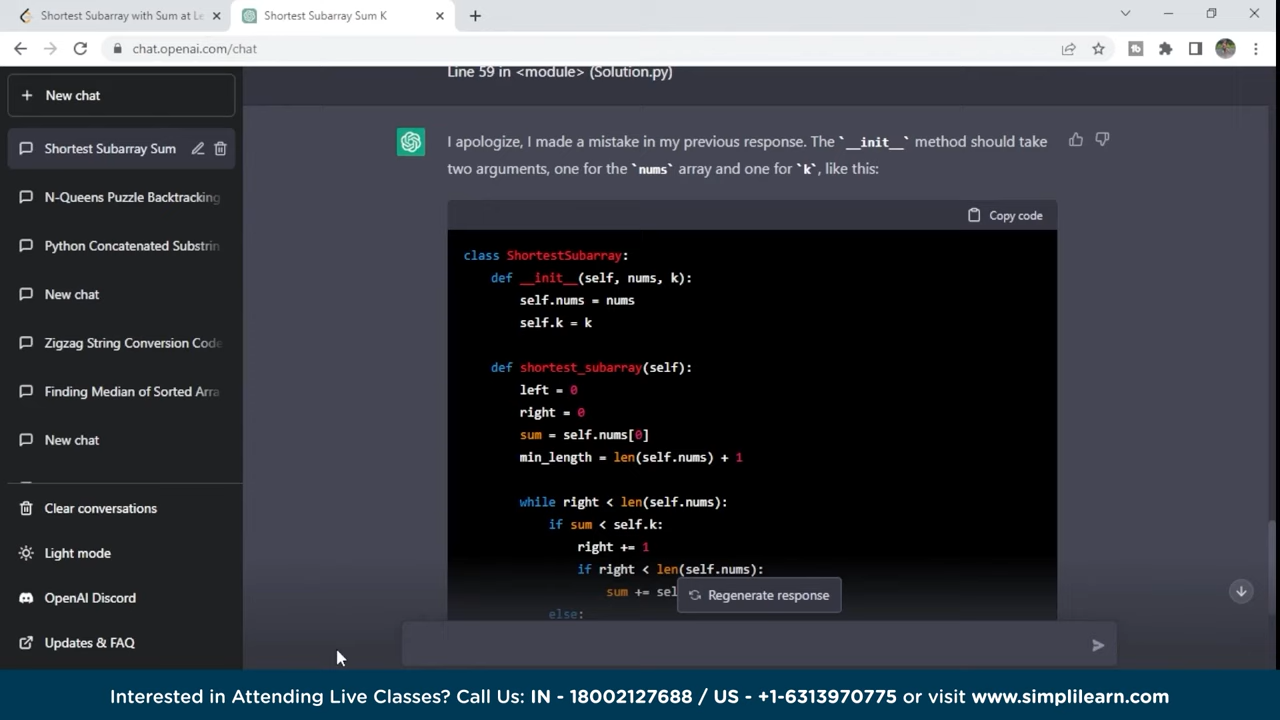 Shortest Subarray with Sum at Le
Shortest Subarray Sum K
chat.openai.com/chat
New chat
Shortest Subarray Sum
N-Queens Puzzle Backtracking
Python Concatenated Substrin
New chat
Zigzag String Conversion Code
Finding Median of Sorted Arra
New chat
Clear conversations
Light mode
OpenAI Discord
Updates & FAQ
Line 59 in <module> (Solution.py)
I apologize, I made a mistake in my previous response. The `__init__` method should take
two arguments, one for the `nums` array and one for `k`, like this:
Copy code
class ShortestSubarray:
    def __init__(self, nums, k):
        self.nums = nums
        self.k = k
    def shortest_subarray(self):
        left = 0
        right = 0
        sum = self.nums[0]
        min_length = len(self.nums) + 1
        while right < len(self.nums):
            if sum < self.k:
                right += 1
                if right < len(self.nums):
                    sum += sel
            else:
Regenerate response
Interested in Attending Live Classes? Call Us: IN - 18002127688 / US - +1-6313970775 or visit www.simplilearn.com